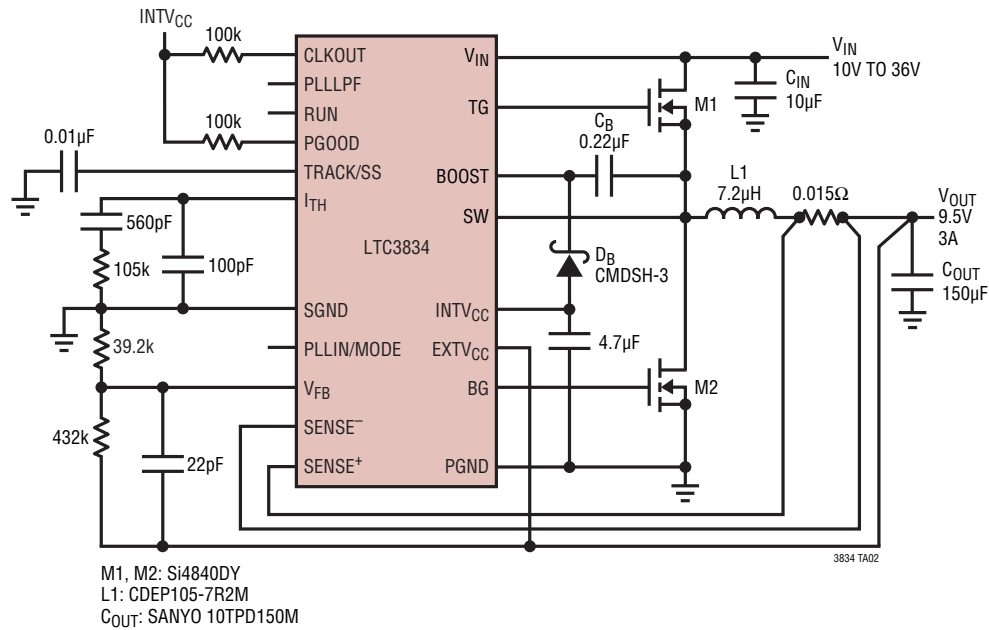 INTVCC
100k
100k
0.01µF
560pF
105k
100pF
39.2k
432k
22pF
CLKOUT
PLLLPF
RUN
PGOOD
TRACK/SS
ITH
SGND
PLLIN/MODE
VFB
SENSE–
SENSE+
LTC3834
VIN
TG
BOOST
SW
INTVCC
EXTVCC
BG
PGND
CB
0.22µF
DB
CMDSH-3
4.7µF
M1
M2
CIN
10µF
VIN
10V TO 36V
L1
7.2µH
0.015Ω
VOUT
9.5V
3A
COUT
150µF
3834 TA02
M1, M2: Si4840DY
L1: CDEP105-7R2M
COUT: SANYO 10TPD150M